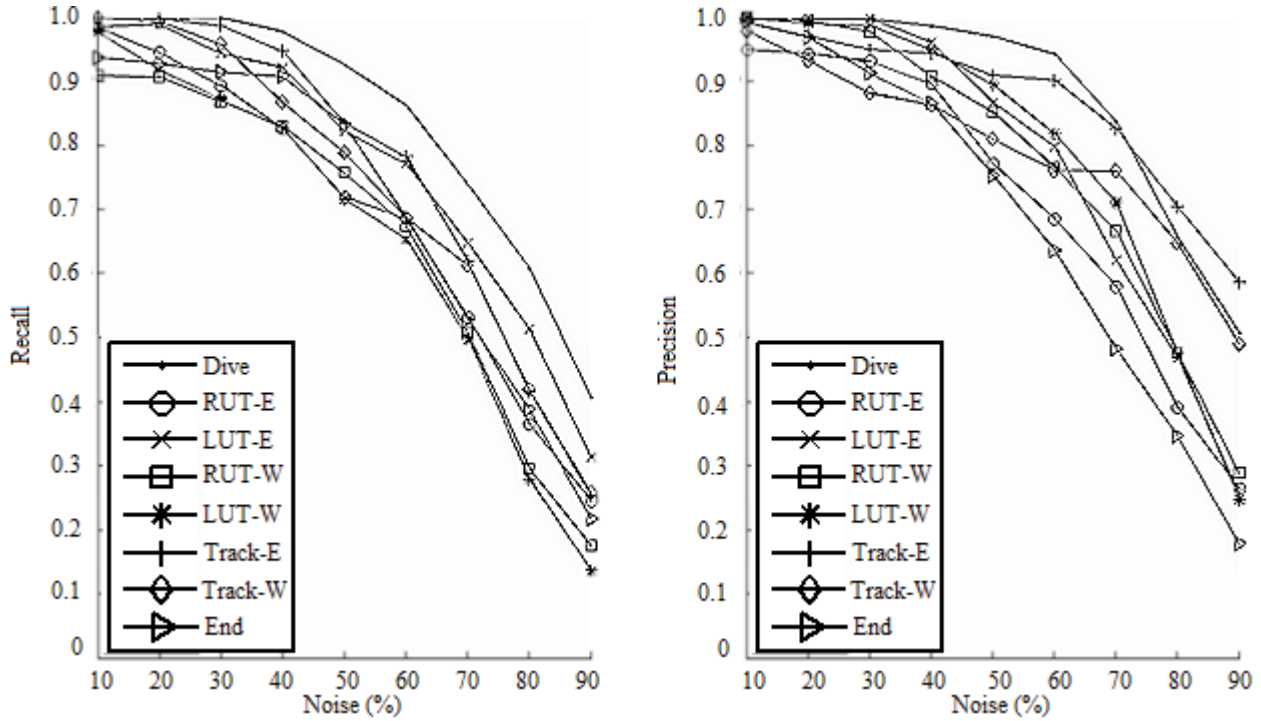 1.0
0.9
0.8
0.7
0.6
0.5
0.4
0.3
0.2
0.1
0
Recall
Dive
RUT-E
LUT-E
RUT-W
LUT-W
Track-E
Track-W
End
10 20 30 40 50 60 70 80 90
Noise (%)
1.0
0.9
0.8
0.7
0.6
0.5
0.4
0.3
0.2
0.1
0
Precision
Dive
RUT-E
LUT-E
RUT-W
LUT-W
Track-E
Track-W
End
10 20 30 40 50 60 70 80 90
Noise (%)